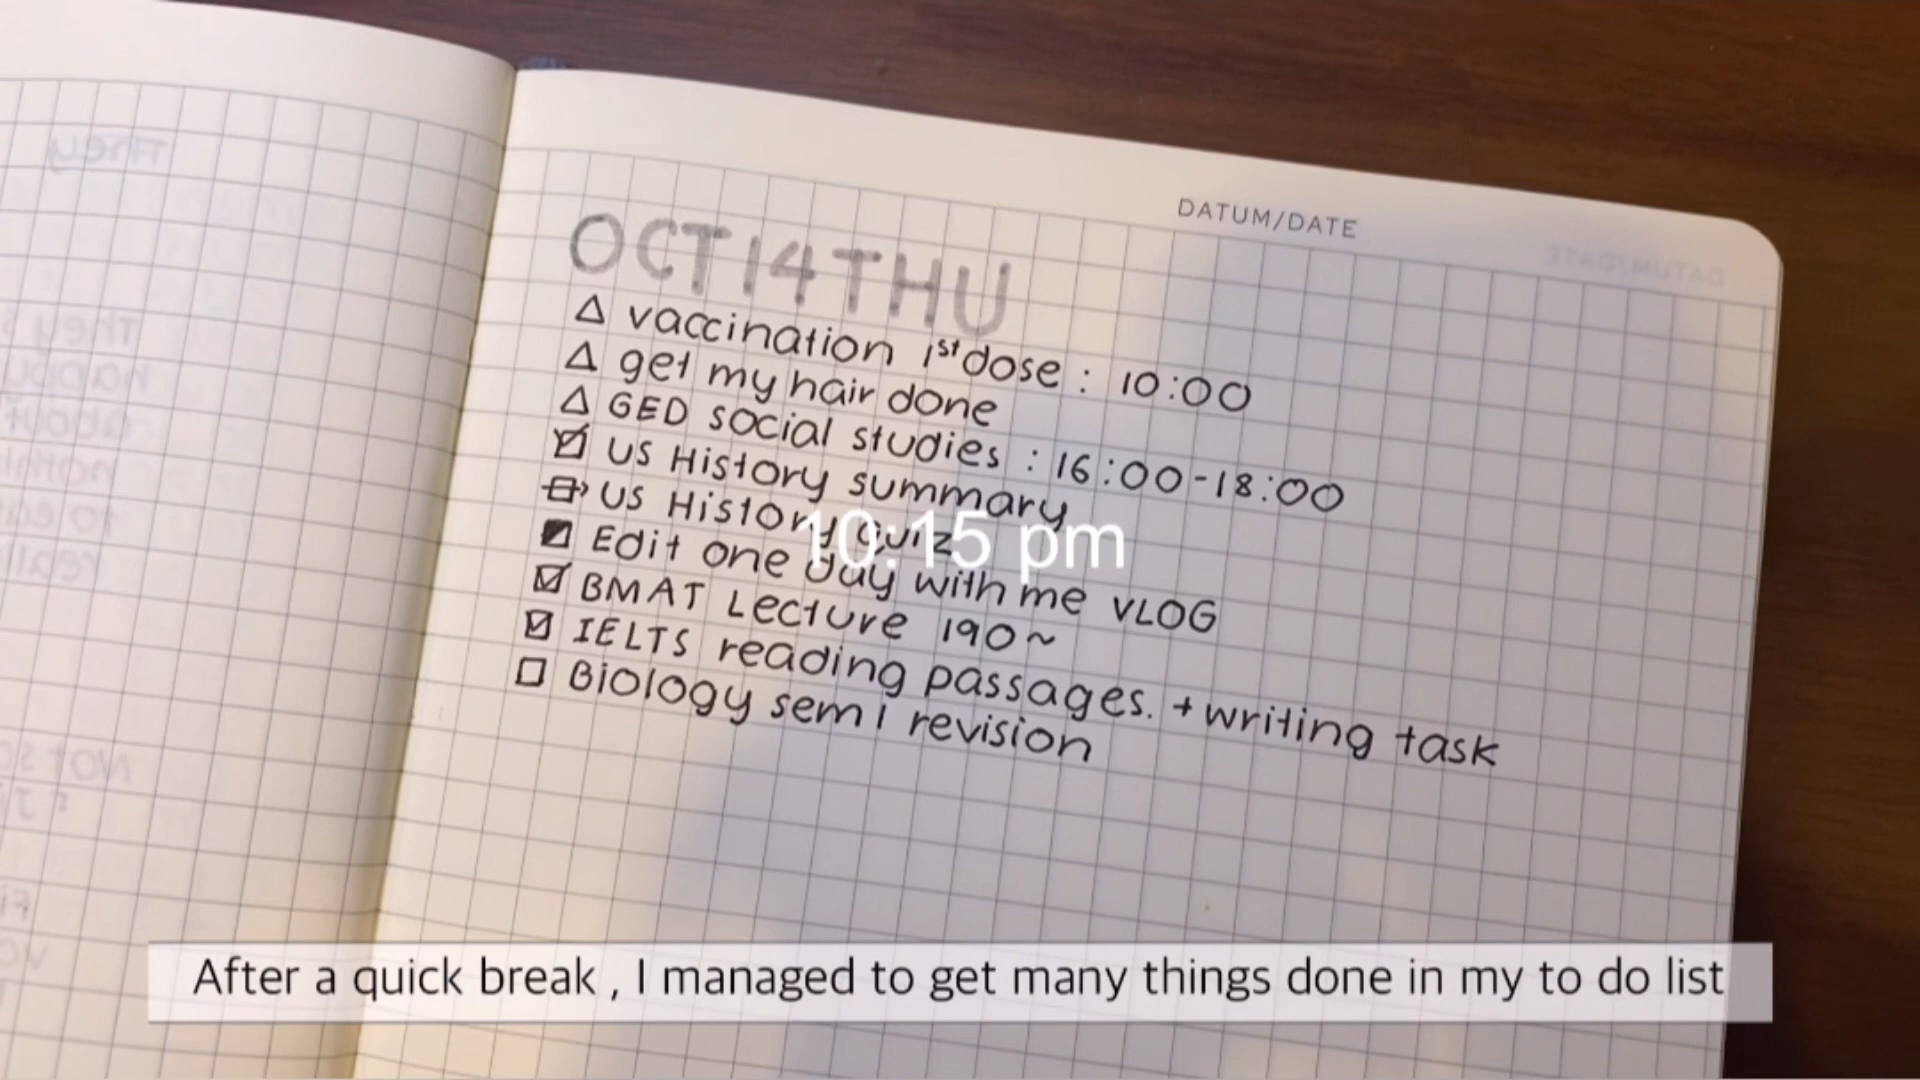 DATUM/DATE
OCT 14 THU
vaccination 1st dose : 10:00
get my hair done
GED social studies : 16:00-18:00
US History summary
US History quiz
10:15 pm
Edit one day with me VLOG
BMAT Lecture 190~
IELTS reading passages. + writing task
Biology sem 1 revision
After a quick break , I managed to get many things done in my to do list